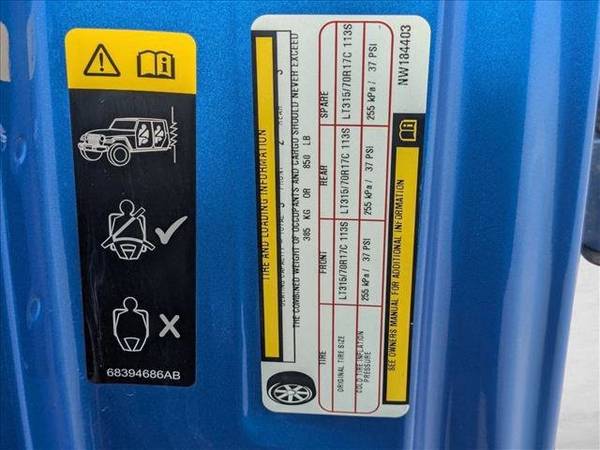 68394686AB
TIRE AND LOADING INFORMATION
SEATING CAPACITY - TOTAL 5 FRONT 2 REAR 3
THE COMBINED WEIGHT OF OCCUPANTS AND CARGO SHOULD NEVER EXCEED
385 KG OR 850 LB
TIRE FRONT REAR SPARE
ORIGINAL TIRE SIZE LT315/70R17C 113S LT315/70R17C 113S LT315/70R17C 113S
COLD TIRE INFLATION PRESSURE 255 kPa / 37 PSI 255 kPa / 37 PSI 255 kPa / 37 PSI
SEE OWNERS MANUAL FOR ADDITIONAL INFORMATION
NW184403